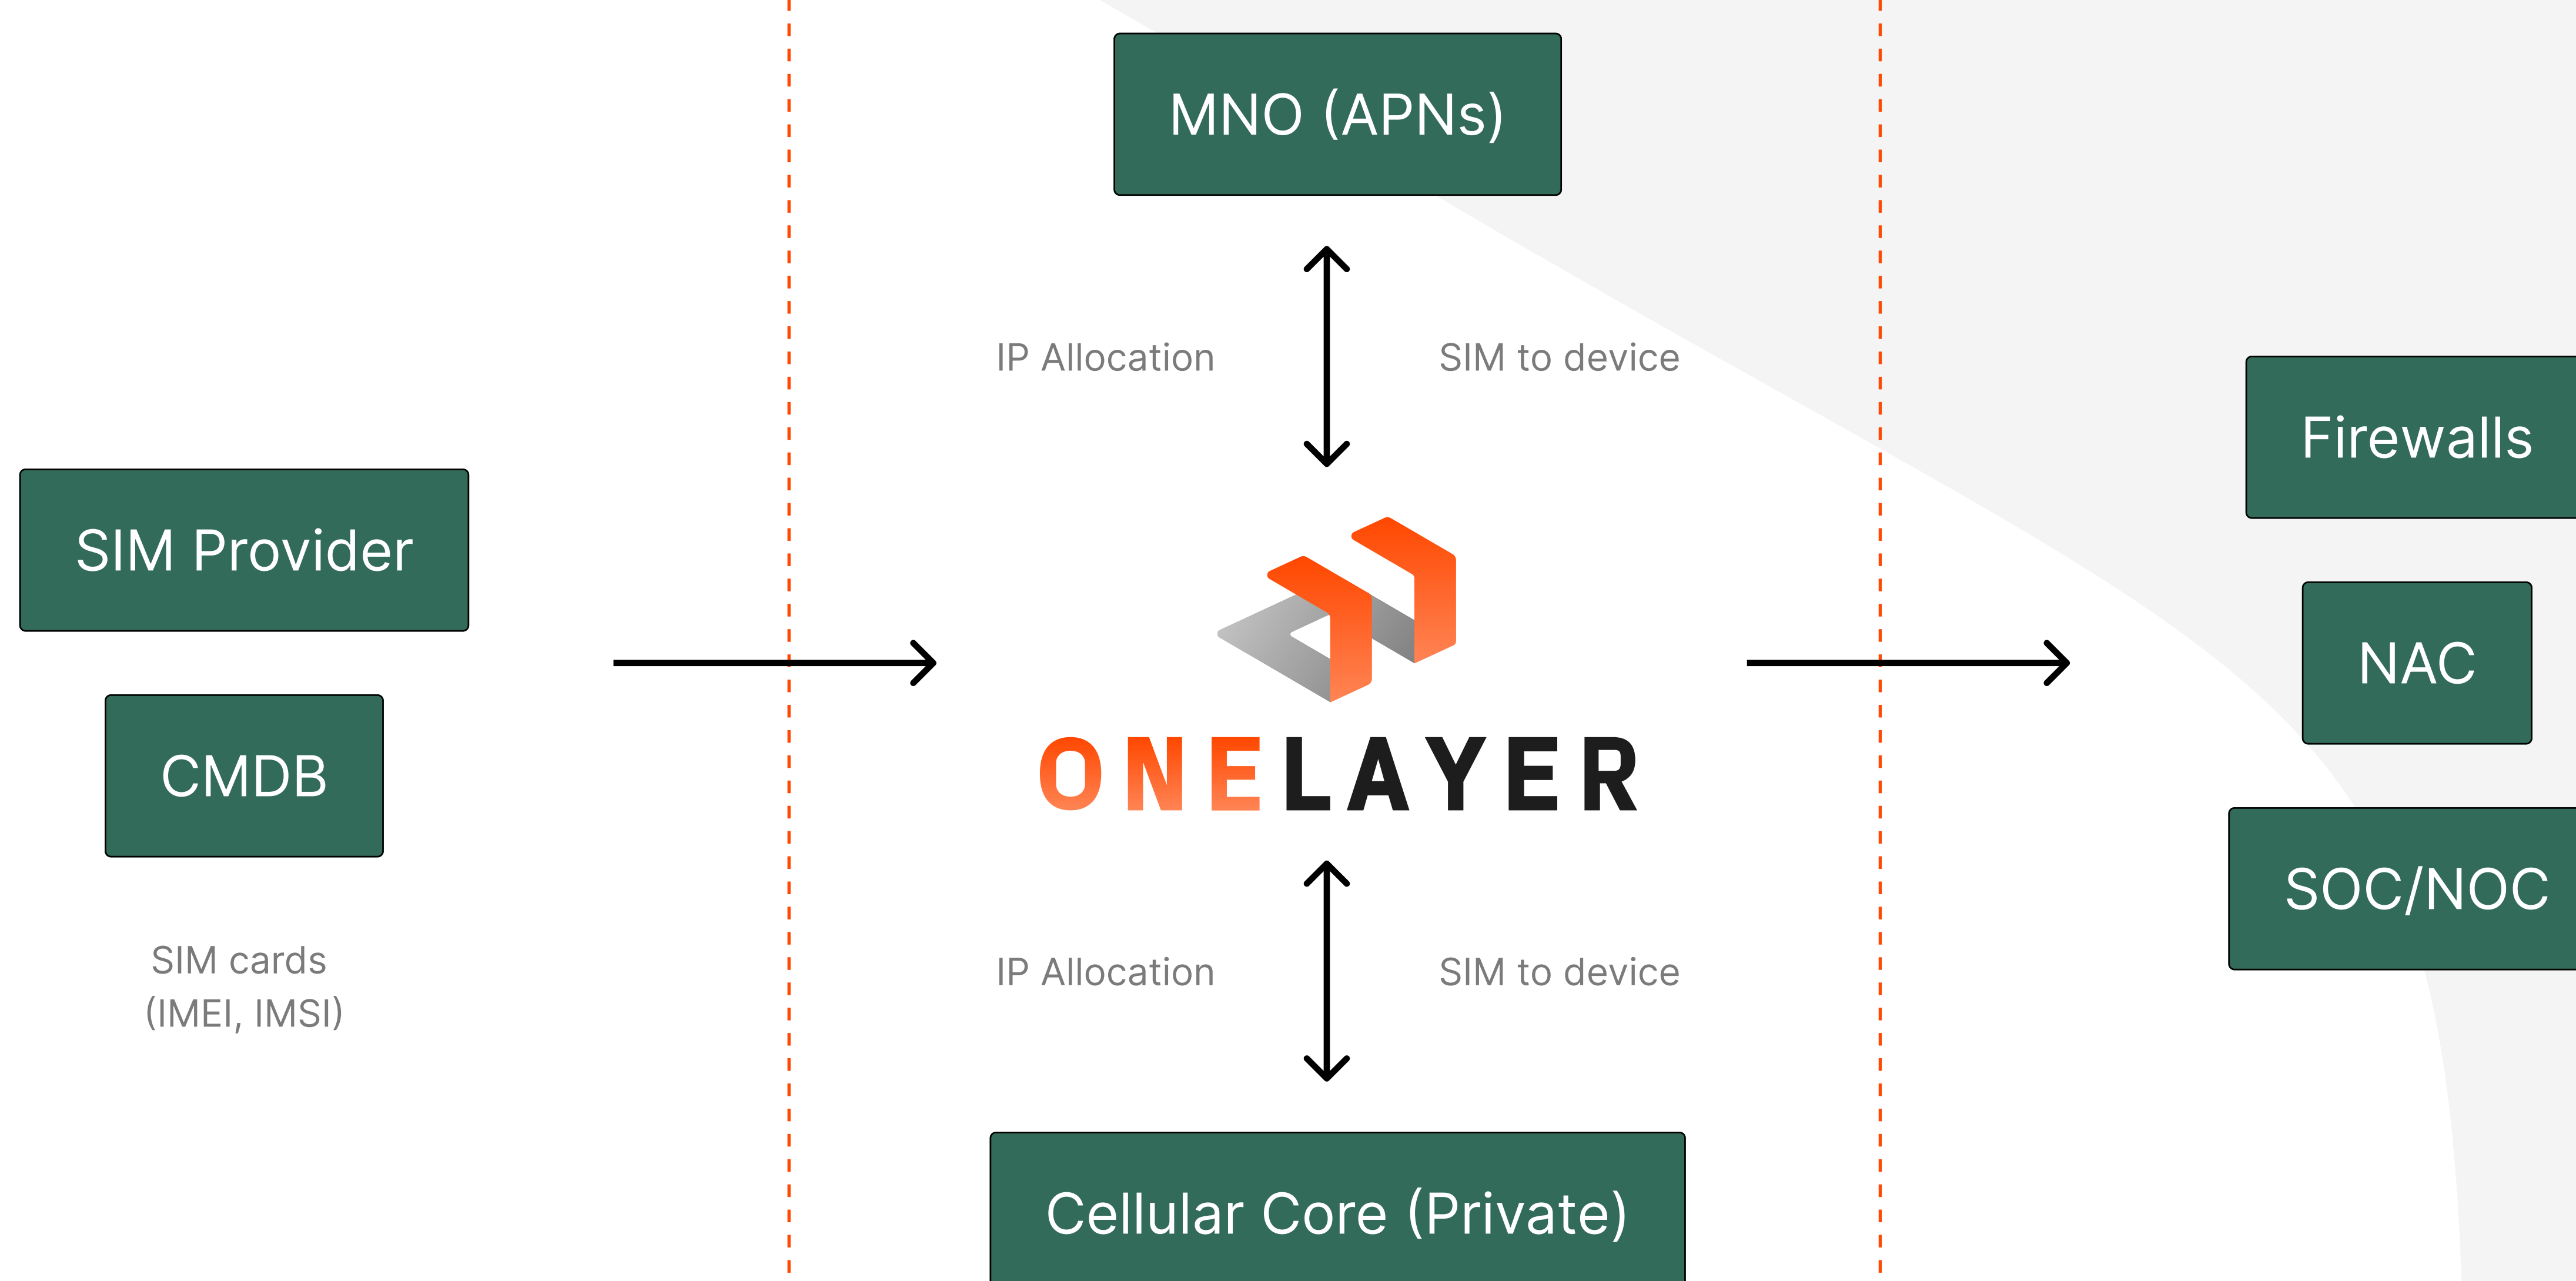 MNO (APNs)
IP Allocation
SIM to device
SIM Provider
CMDB
SIM cards
(IMEI, IMSI)
ONELAYER
IP Allocation
SIM to device
Cellular Core (Private)
Firewalls
NAC
SOC/NOC